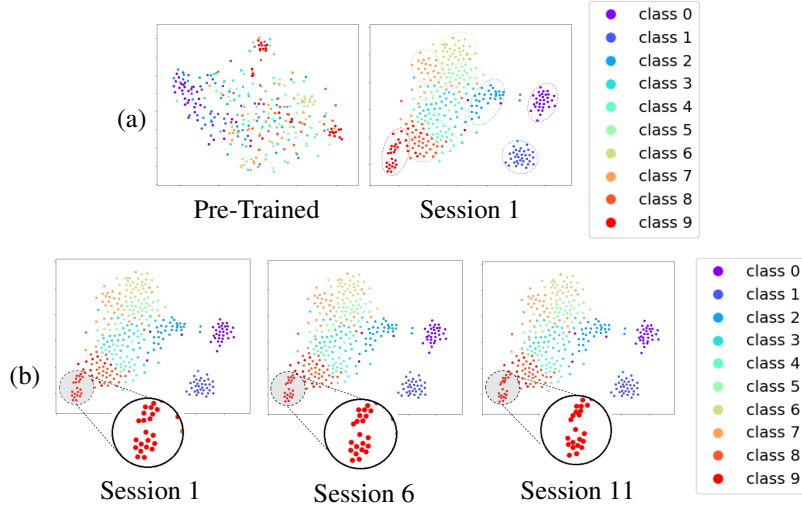 (a)
Pre-Trained
Session 1
class 0
class 1
class 2
class 3
class 4
class 5
class 6
class 7
class 8
class 9
(b)
Session 1
Session 6
Session 11
class 0
class 1
class 2
class 3
class 4
class 5
class 6
class 7
class 8
class 9